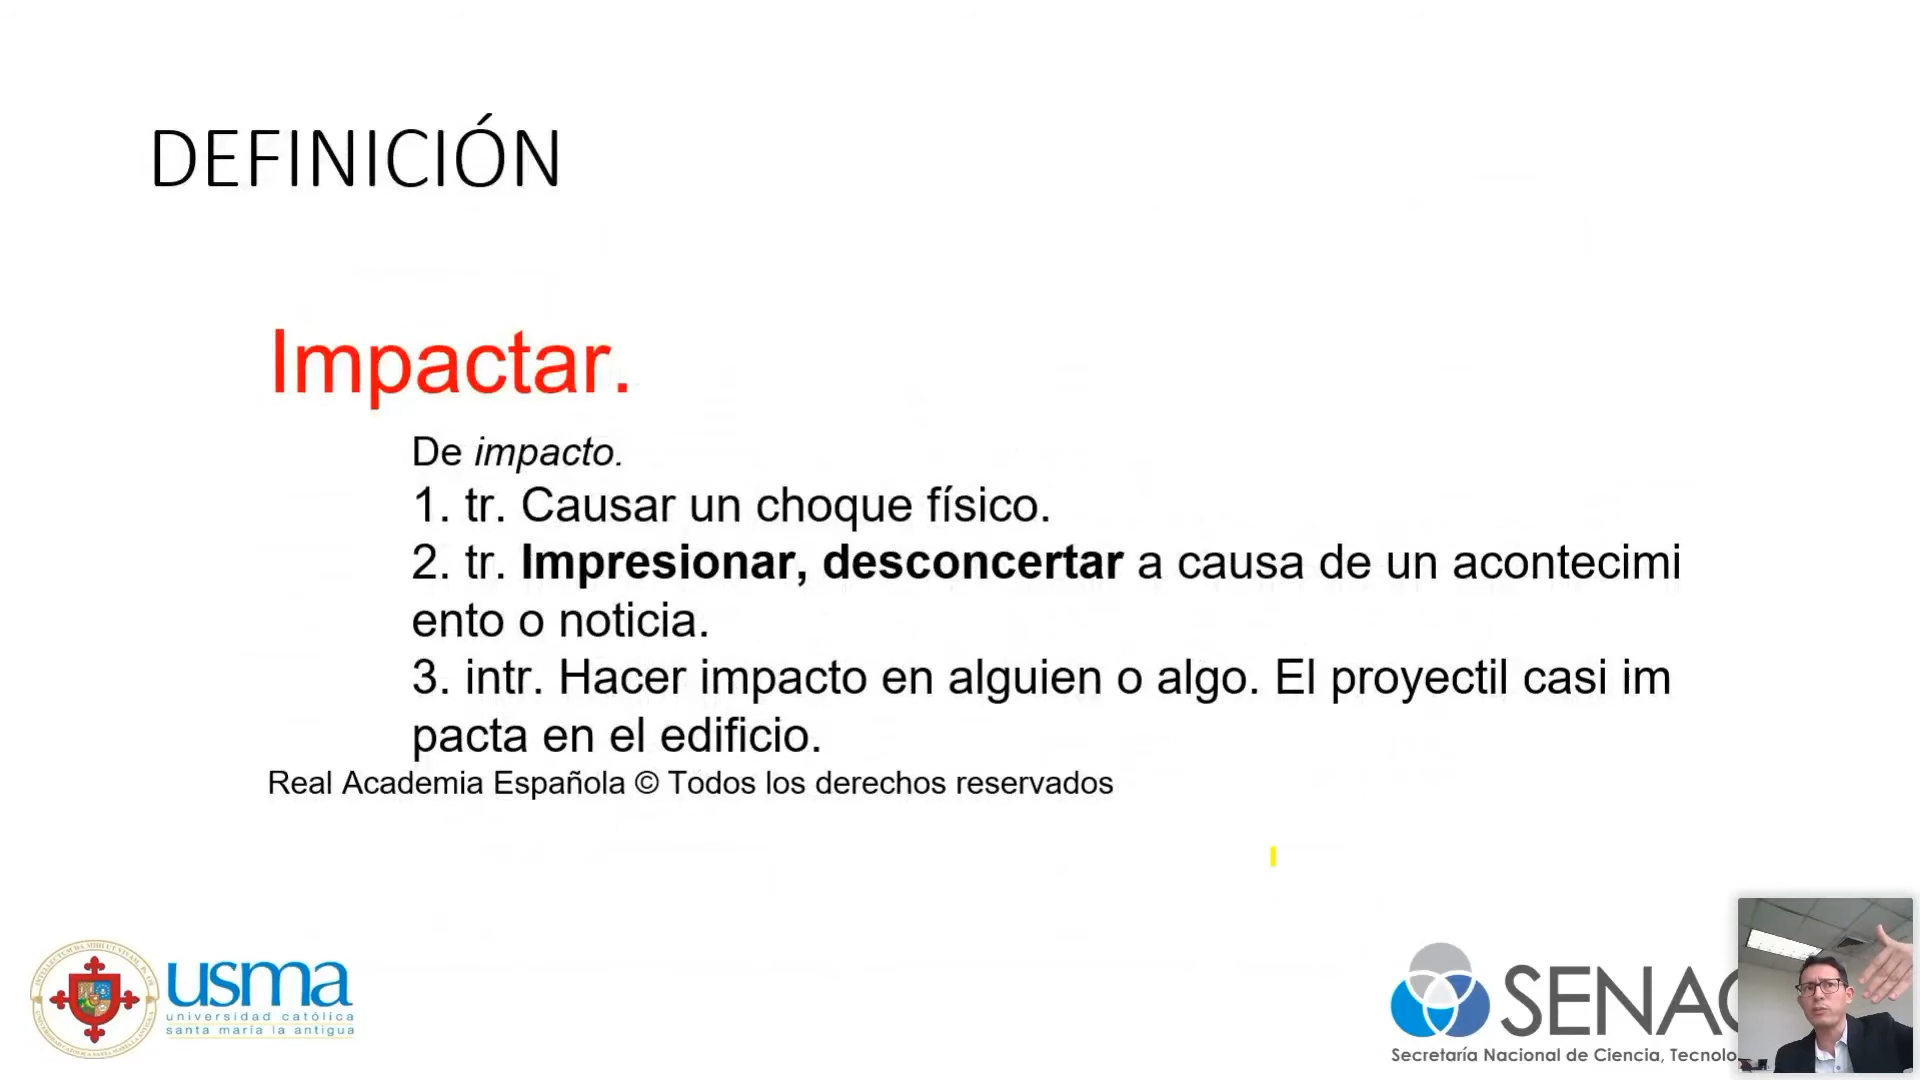 DEFINICIÓN
Impactar.
De impacto.
1. tr. Causar un choque físico.
2. tr. Impresionar, desconcertar a causa de un acontecimi
ento o noticia.
3. intr. Hacer impacto en alguien o algo. El proyectil casi im
pacta en el edificio.
Real Academia Española © Todos los derechos reservados
usma
universidad católica
santa maría la antigua
SENAC
Secretaría Nacional de Ciencia, Tecnolo